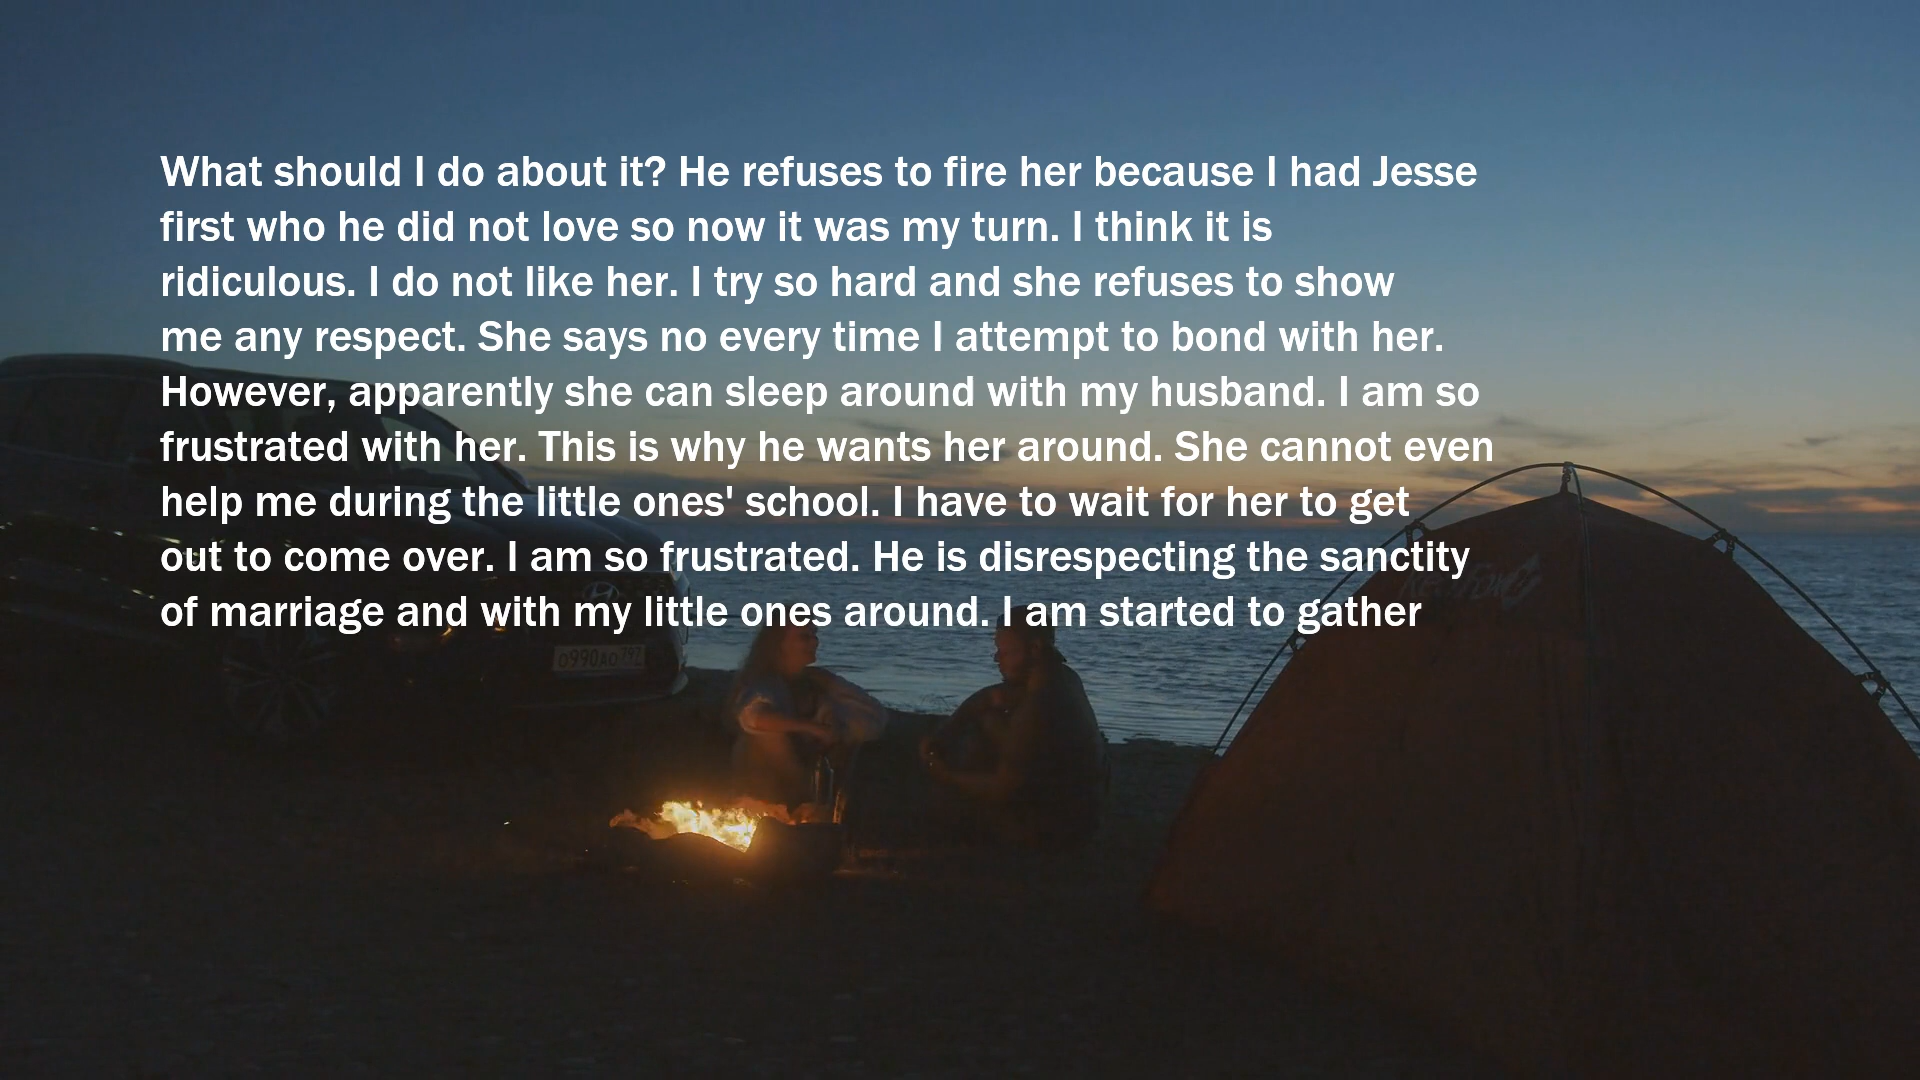 What should I do about it? He refuses to fire her because I had Jesse
first who he did not love so now it was my turn. I think it is
ridiculous. I do not like her. I try so hard and she refuses to show
me any respect. She says no every time I attempt to bond with her.
However, apparently she can sleep around with my husband. I am so
frustrated with her. This is why he wants her around. She cannot even
help me during the little ones' school. I have to wait for her to get
out to come over. I am so frustrated. He is disrespecting the sanctity
of marriage and with my little ones around. I am started to gather
О990АО 797